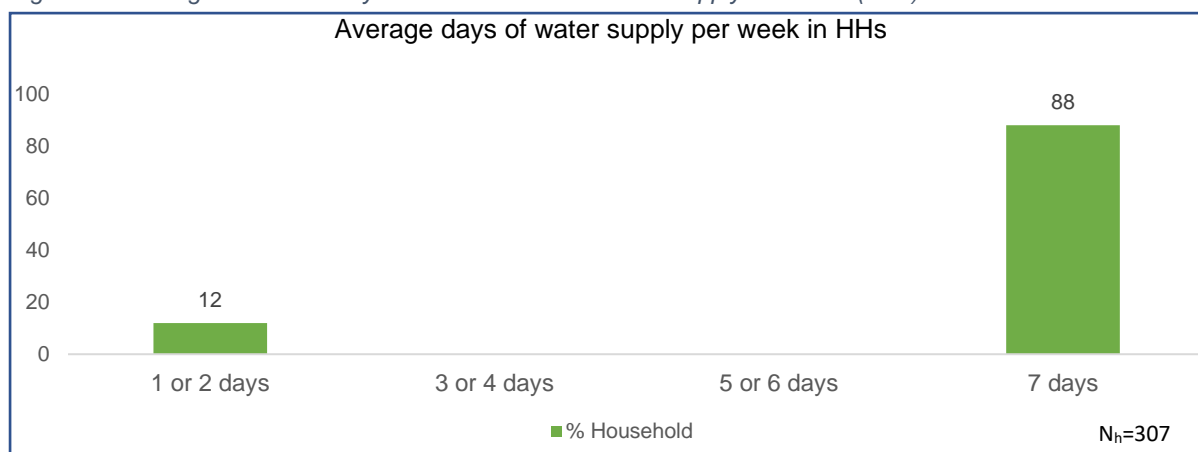 Average days of water supply per week in HHs
100
80
60
40
20
0
12
88
1 or 2 days
3 or 4 days
5 or 6 days
7 days
% Household
Nₕ=307